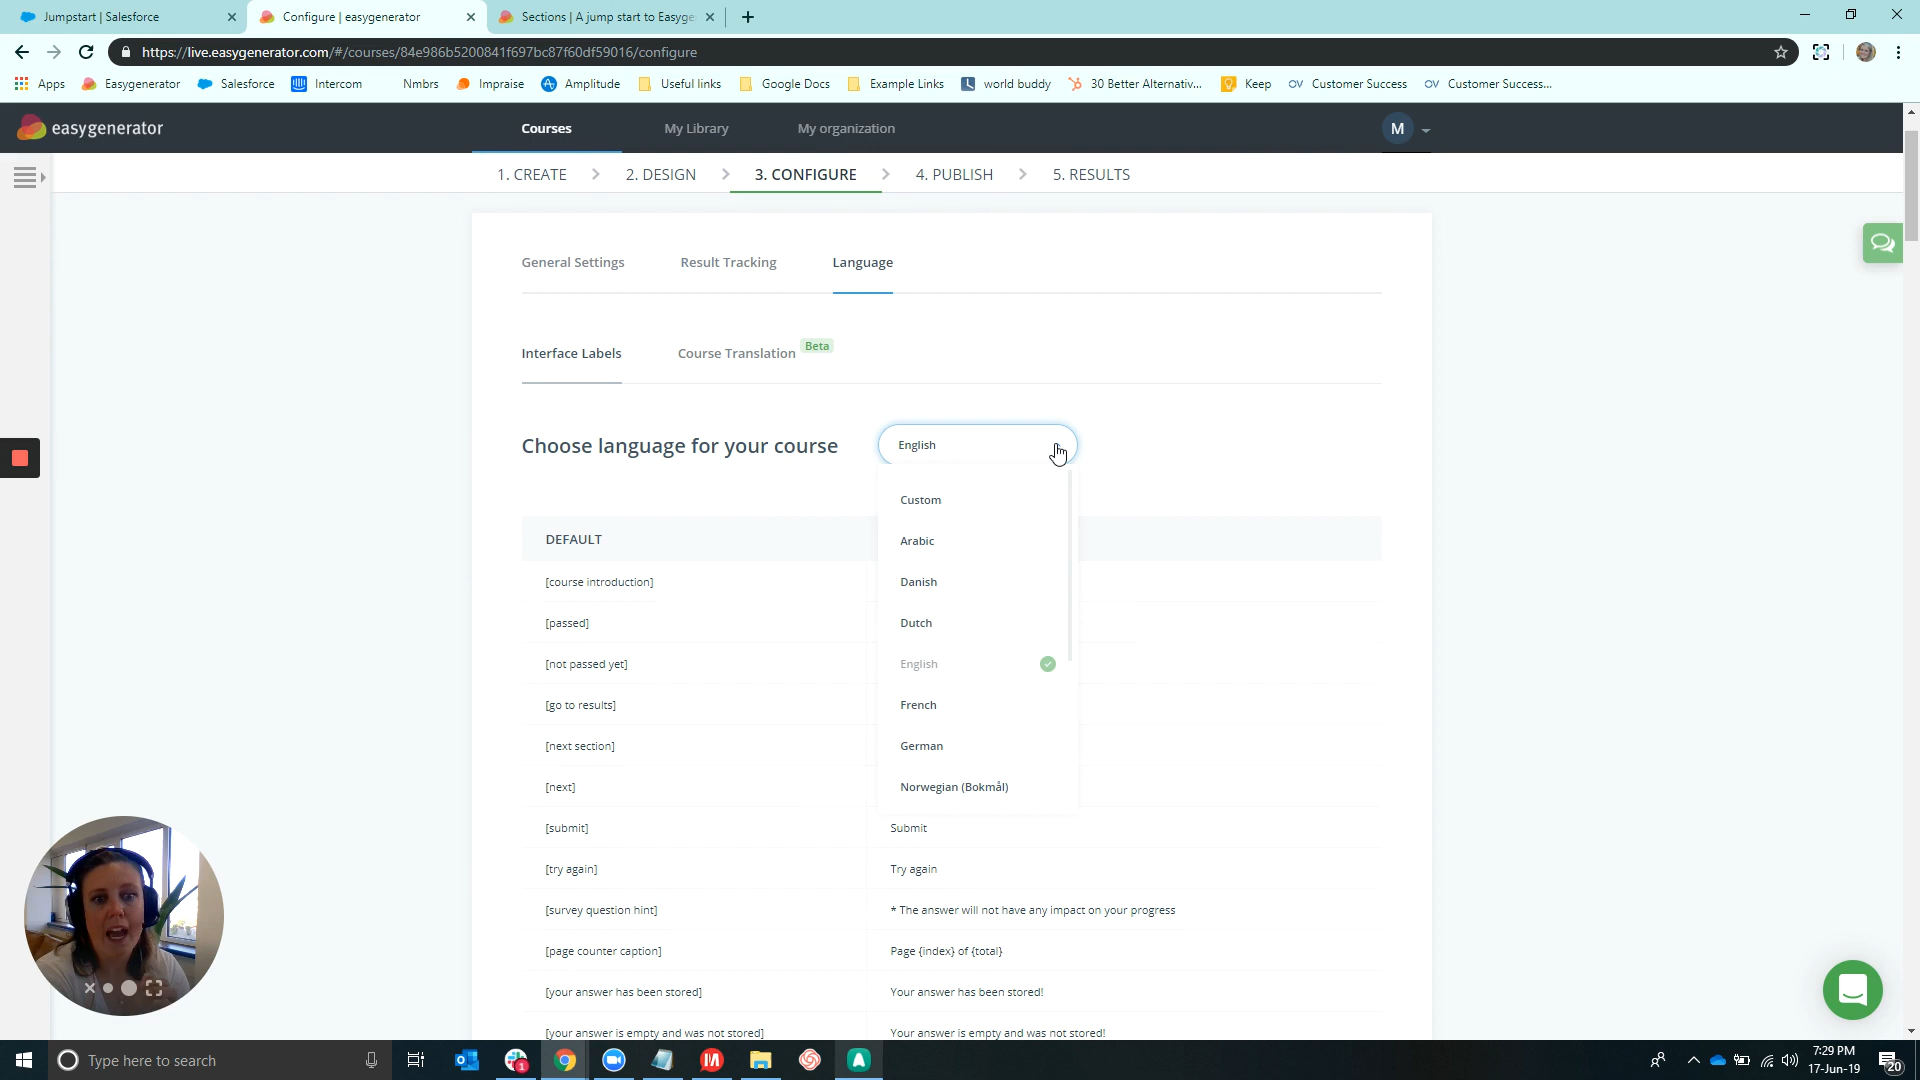 Jumpstart | Salesforce
Configure | easygenerator
Sections | A jump start to Easyge
https://live.easygenerator.com/#/courses/84e986b5200841f697bc87f60df59016/configure
Apps
Easygenerator
Salesforce
Intercom
Nmbrs
Impraise
Amplitude
Useful links
Google Docs
Example Links
world buddy
30 Better Alternativ...
Keep
Customer Success
Customer Success...
easygenerator
Courses
My Library
My organization
M
1. CREATE
2. DESIGN
3. CONFIGURE
4. PUBLISH
5. RESULTS
General Settings
Result Tracking
Language
Interface Labels
Course Translation
Beta
Choose language for your course
English
Custom
Arabic
Danish
Dutch
English
French
German
Norwegian (Bokmål)
DEFAULT
[course introduction]
[passed]
[not passed yet]
[go to results]
[next section]
[next]
[submit]
Submit
[try again]
Try again
[survey question hint]
* The answer will not have any impact on your progress
[page counter caption]
Page {index} of {total}
[your answer has been stored]
Your answer has been stored!
[your answer is empty and was not stored]
Your answer is empty and was not stored!
Type here to search
7:29 PM
17-Jun-19
20